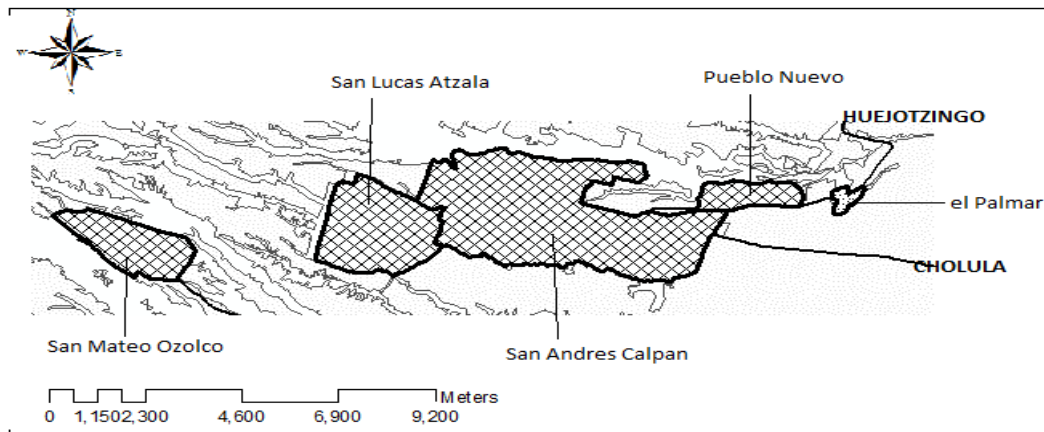 N
W E
S
San Lucas Atzala
Pueblo Nuevo
HUEJOTZINGO
el Palmar
CHOLULA
San Mateo Ozolco
San Andres Calpan
Meters
0 1,150 2,300 4,600 6,900 9,200